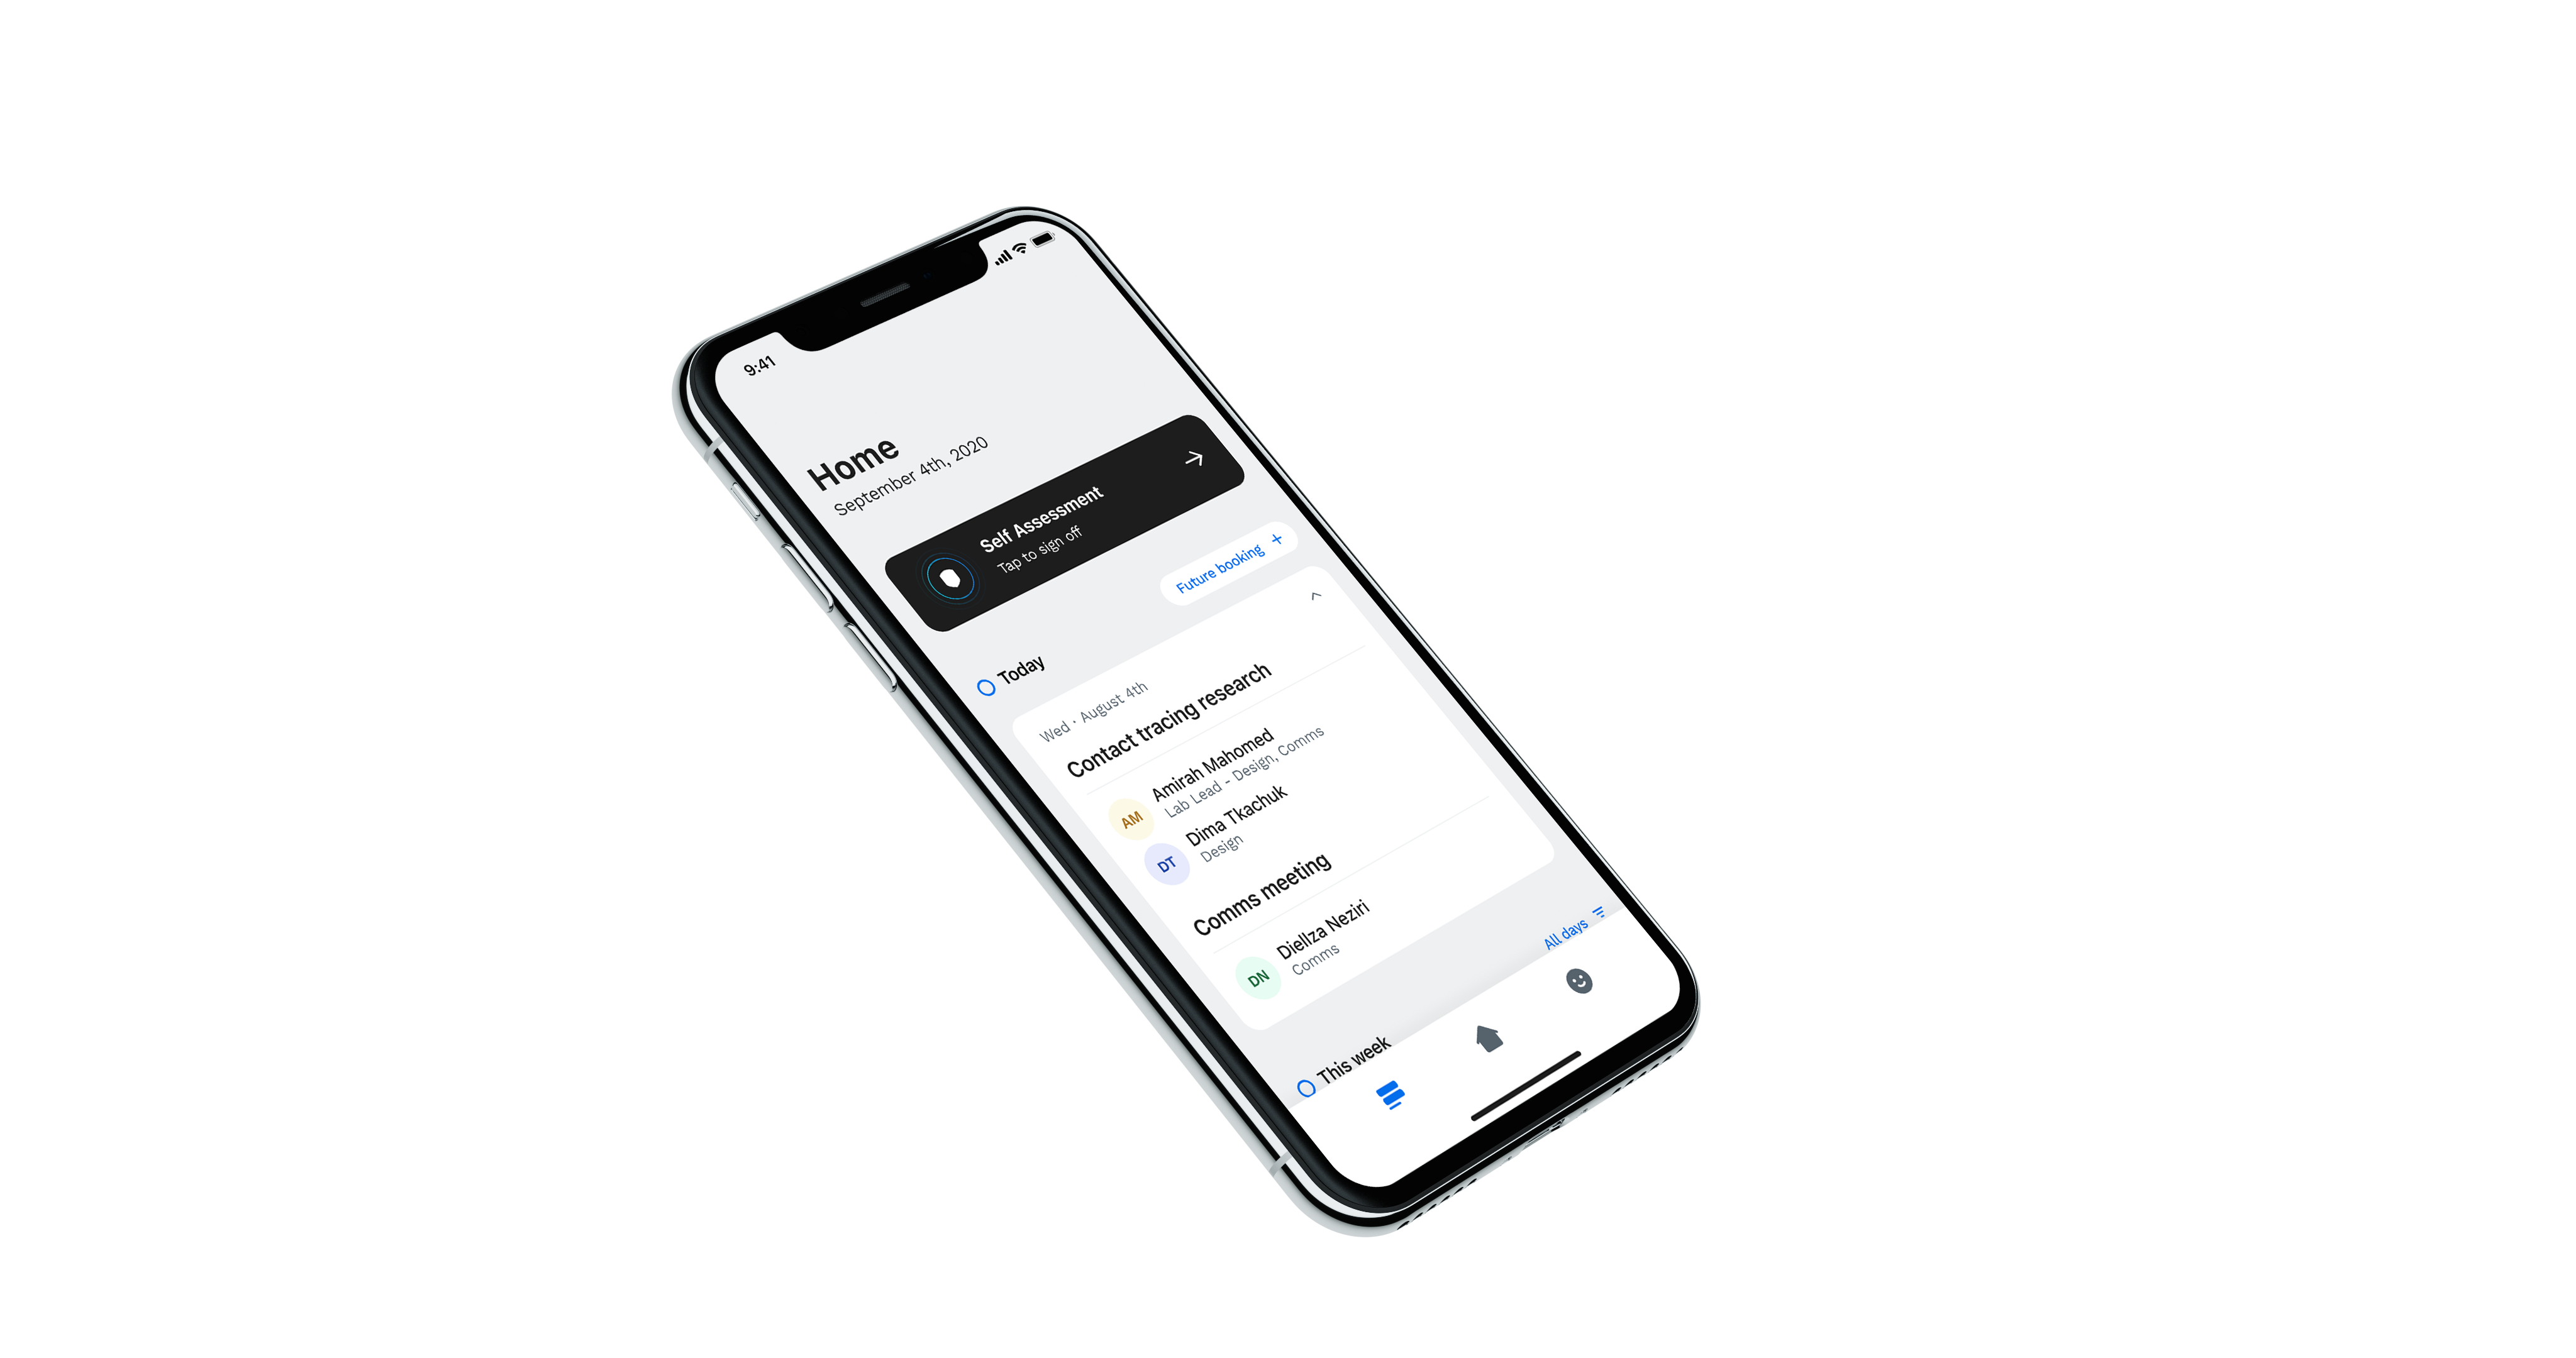 9:41
Home
September 4th, 2020
Self Assessment
Tap to sign off
Future booking +
Today
Wed · August 4th
Contact tracing research
AM
Amirah Mahomed
Lab Lead - Design, Comms
DT
Dima Tkachuk
Design
Comms meeting
DN
Diellza Neziri
Comms
All days
This week